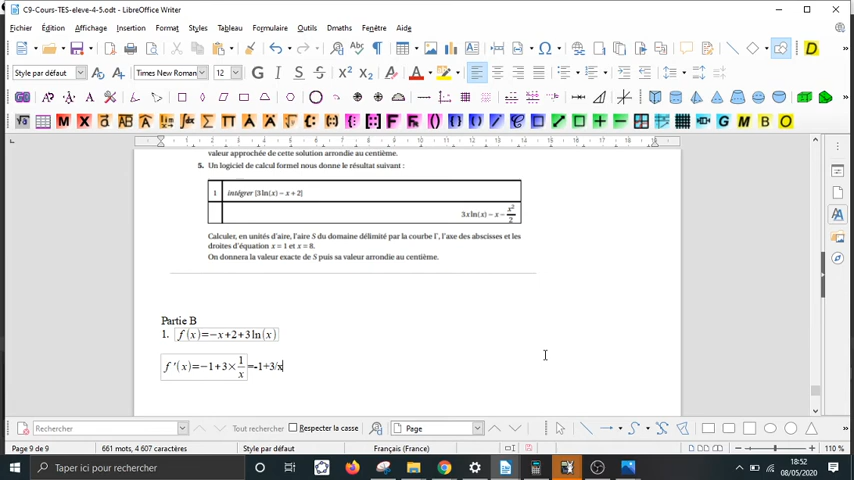 C9-Cours-TES-eleve-4-5.odt - LibreOffice Writer
Fichier Édition Affichage Insertion Format Styles Tableau Formulaire Outils Dmaths Fenêtre Aide
Style par défaut Times New Roman 12
valeur approchée de cette solution arrondie au centième.
5. Un logiciel de calcul formel nous donne le résultat suivant :
1 intégrer [3 ln(x) − x + 2]
3x ln(x) − x − x²/2
Calculer, en unités d'aire, l'aire S du domaine délimité par la courbe Γ, l'axe des abscisses et les
droites d'équation x = 1 et x = 8.
On donnera la valeur exacte de S puis sa valeur arrondie au centième.
Partie B
1. f(x)=−x+2+3ln(x)
f'(x)=−1+3×1/x=-1+3/x
Rechercher Tout rechercher Respecter la casse Page
Page 9 de 9 661 mots, 4 607 caractères Style par défaut Français (France) 110 %
Taper ici pour rechercher
18:52
08/05/2020